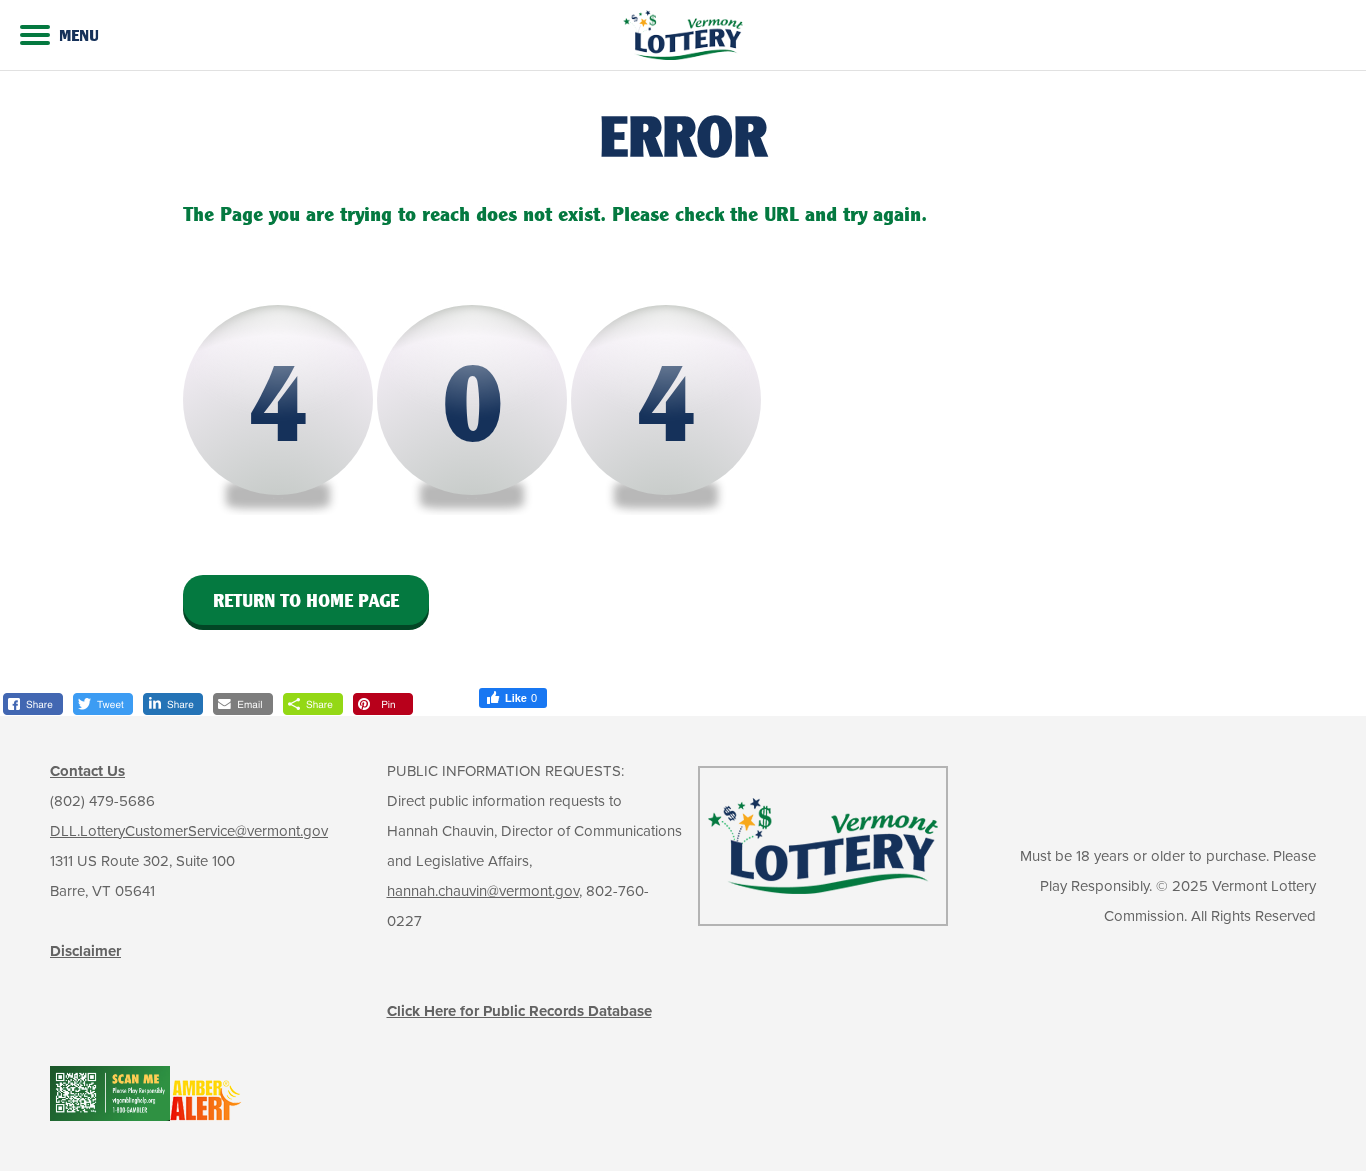 MENU
Vermont
LOTTERY
ERROR
The Page you are trying to reach does not exist. Please check the URL and try again.
4 0 4
RETURN TO HOME PAGE
Share Tweet Share Email Share Pin Like 0
Contact Us
(802) 479-5686
DLL.LotteryCustomerService@vermont.gov
1311 US Route 302, Suite 100
Barre, VT 05641
Disclaimer
PUBLIC INFORMATION REQUESTS:
Direct public information requests to
Hannah Chauvin, Director of Communications
and Legislative Affairs,
hannah.chauvin@vermont.gov, 802-760-
0227
Click Here for Public Records Database
Vermont
LOTTERY
Must be 18 years or older to purchase. Please
Play Responsibly. © 2025 Vermont Lottery
Commission. All Rights Reserved
SCAN ME
Please Play Responsibly
vtgamblinghelp.org
1-800-GAMBLER
AMBER
ALERT